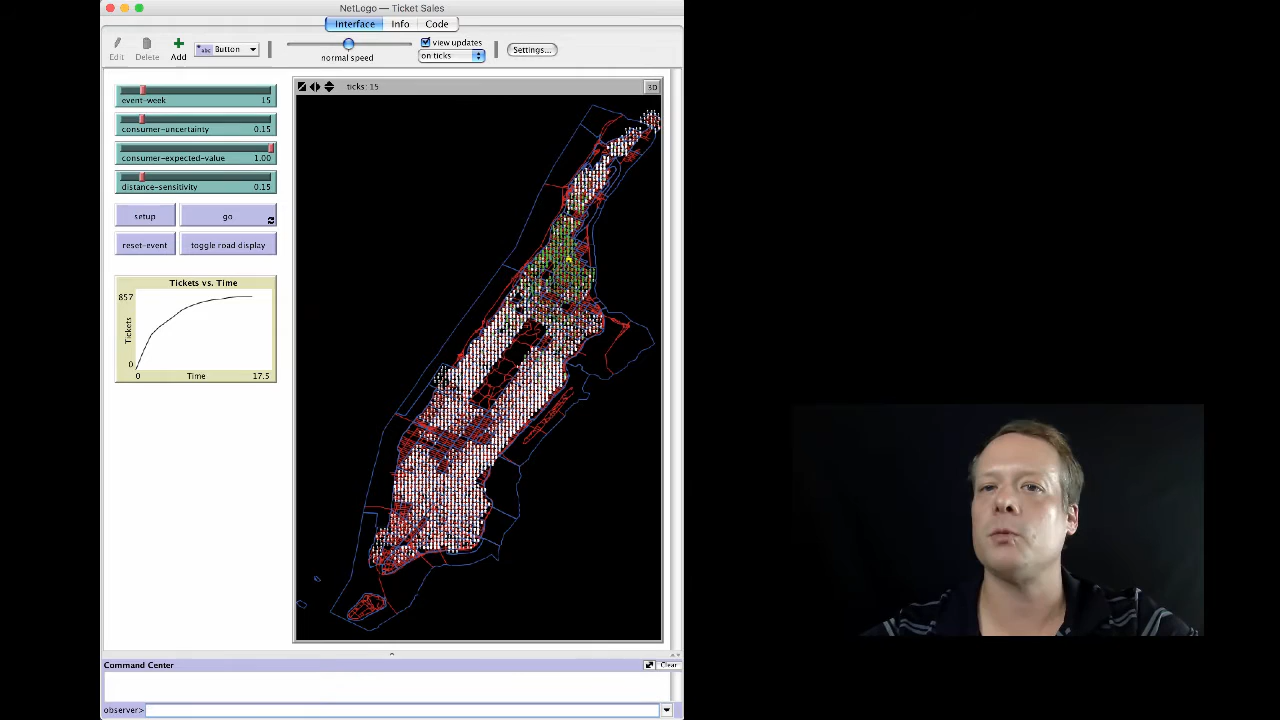 NetLogo — Ticket Sales
Interface Info Code
Edit Delete Add abc Button normal speed view updates on ticks Settings...
ticks: 15 3D
event-week 15
consumer-uncertainty 0.15
consumer-expected-value 1.00
distance-sensitivity 0.15
setup go
reset-event toggle road display
Tickets vs. Time
857
Tickets
0
0 Time 17.5
Command Center Clear
observer>